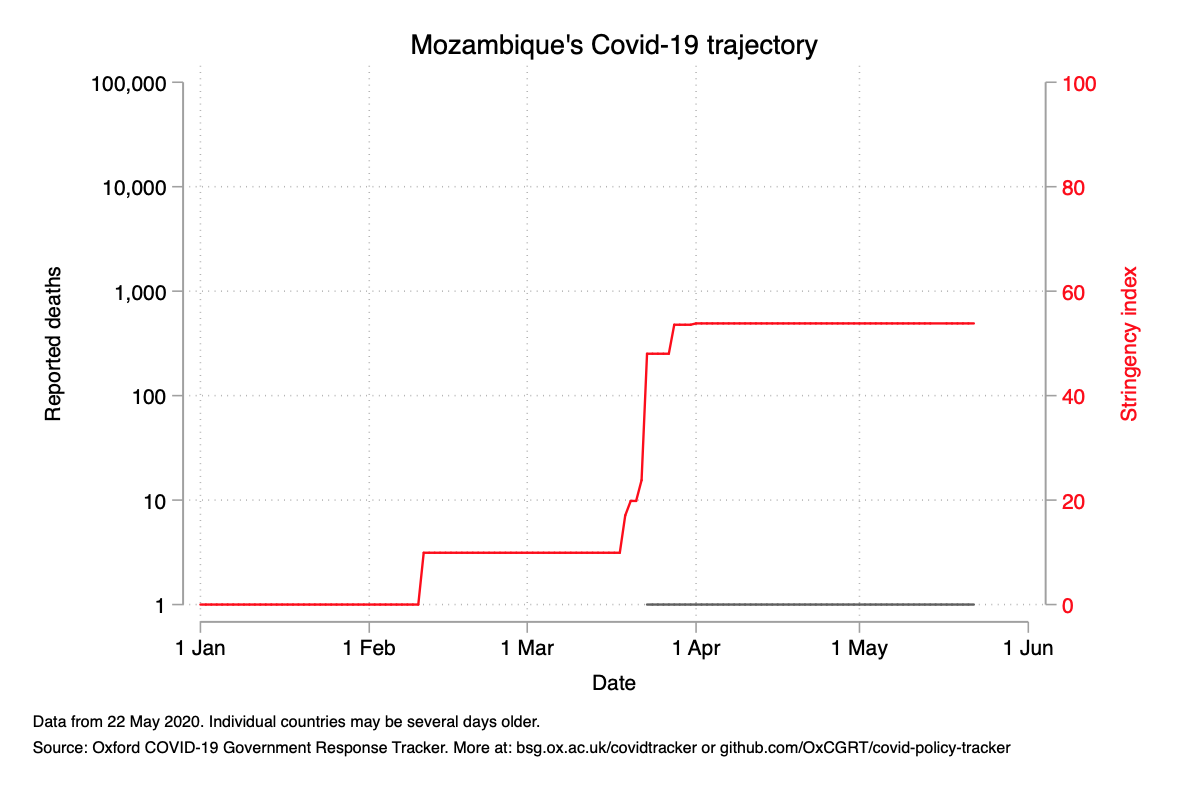 Mozambique's Covid-19 trajectory
100,000
10,000
1,000
100
10
1
Reported deaths
100
80
60
40
20
0
Stringency index
1 Jan
1 Feb
1 Mar
1 Apr
1 May
1 Jun
Date
Data from 22 May 2020. Individual countries may be several days older.
Source: Oxford COVID-19 Government Response Tracker. More at: bsg.ox.ac.uk/covidtracker or github.com/OxCGRT/covid-policy-tracker